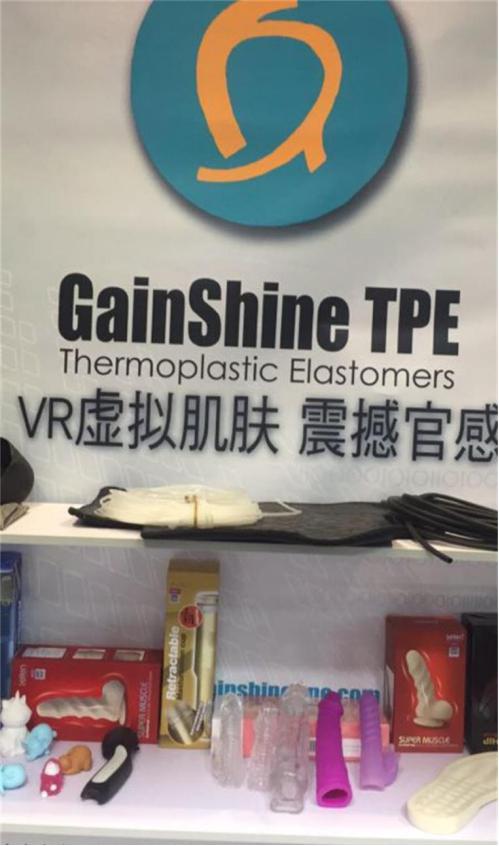 GainShine TPE
Thermoplastic Elastomers
VR虚拟肌肤 震撼官感
Retractable
SUPER MUSCLE
SUPER MUSCLE